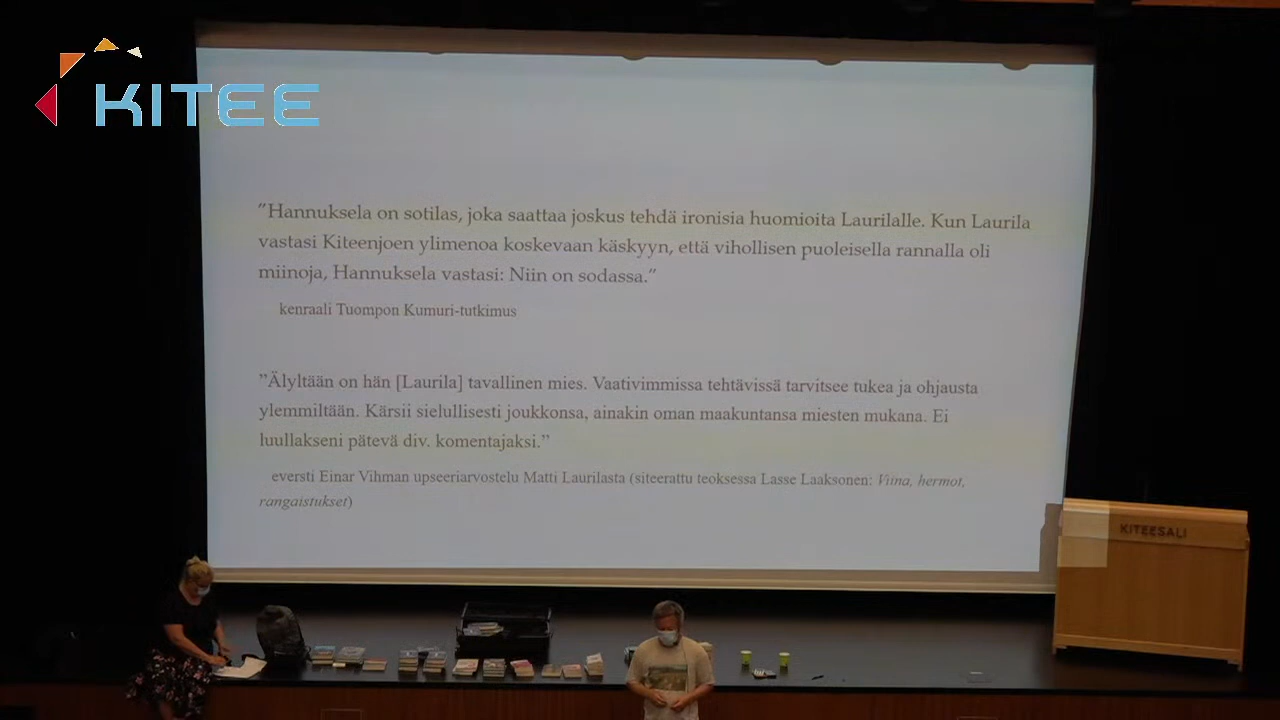 KITEE
”Hannuksela on sotilas, joka saattaa joskus tehdä ironisia huomioita Laurilalle. Kun Laurila
vastasi Kiteenjoen ylimenoa koskevaan käskyyn, että vihollisen puoleisella rannalla oli
miinoja, Hannuksela vastasi: Niin on sodassa.”
kenraali Tuompon Kumuri-tutkimus
”Älyltään on hän [Laurila] tavallinen mies. Vaativimmissa tehtävissä tarvitsee tukea ja ohjausta
ylemmiltään. Kärsii sielullisesti joukkonsa, ainakin oman maakuntansa miesten mukana. Ei
luullakseni pätevä div. komentajaksi.”
eversti Einar Vihman upseeriarvostelu Matti Laurilasta (siteerattu teoksessa Lasse Laaksonen: Viina, hermot,
rangaistukset)
KITEESALI